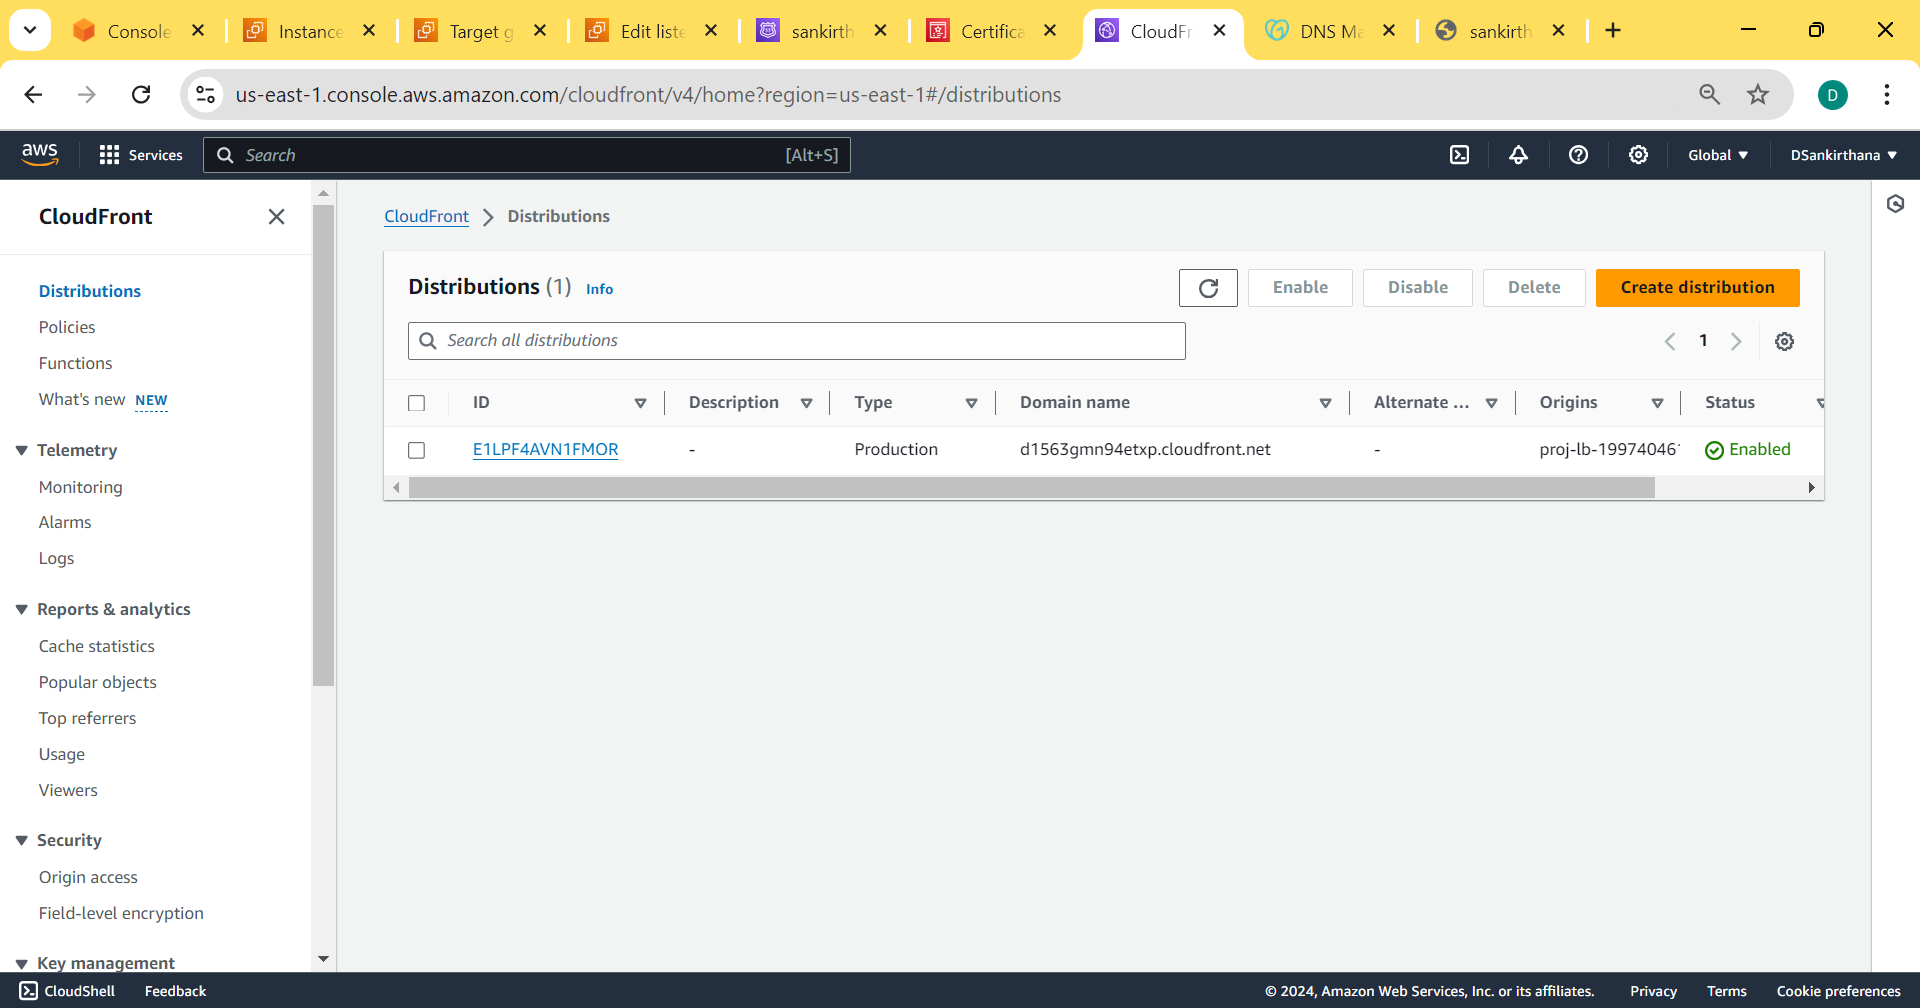 Console
Instance
Target g
Edit liste
sankirth
Certifica
CloudFr
DNS Ma
sankirth
us-east-1.console.aws.amazon.com/cloudfront/v4/home?region=us-east-1#/distributions
D
aws
Services
Search
[Alt+S]
Global
DSankirthana
CloudFront
Distributions
Policies
Functions
What's new NEW
Telemetry
Monitoring
Alarms
Logs
Reports & analytics
Cache statistics
Popular objects
Top referrers
Usage
Viewers
Security
Origin access
Field-level encryption
Key management
CloudFront > Distributions
Distributions (1) Info
Enable
Disable
Delete
Create distribution
Search all distributions
1
ID Description Type Domain name Alternate ... Origins Status
E1LPF4AVN1FMOR - Production d1563gmn94etxp.cloudfront.net - proj-lb-19974046 Enabled
CloudShell Feedback © 2024, Amazon Web Services, Inc. or its affiliates. Privacy Terms Cookie preferences